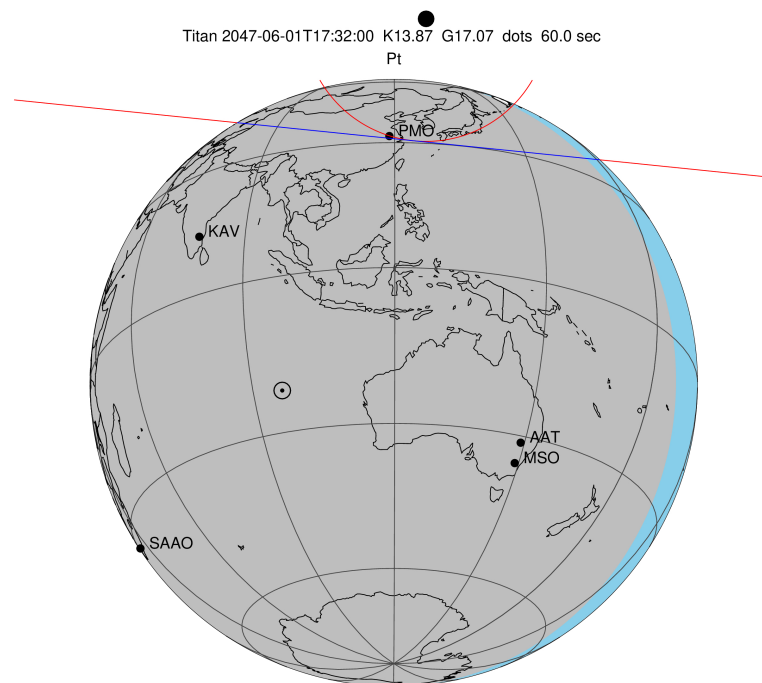 Titan 2047-06-01T17:32:00 K13.87 G17.07 dots 60.0 sec
Pt
PMO
KAV
AAT
MSO
SAAO